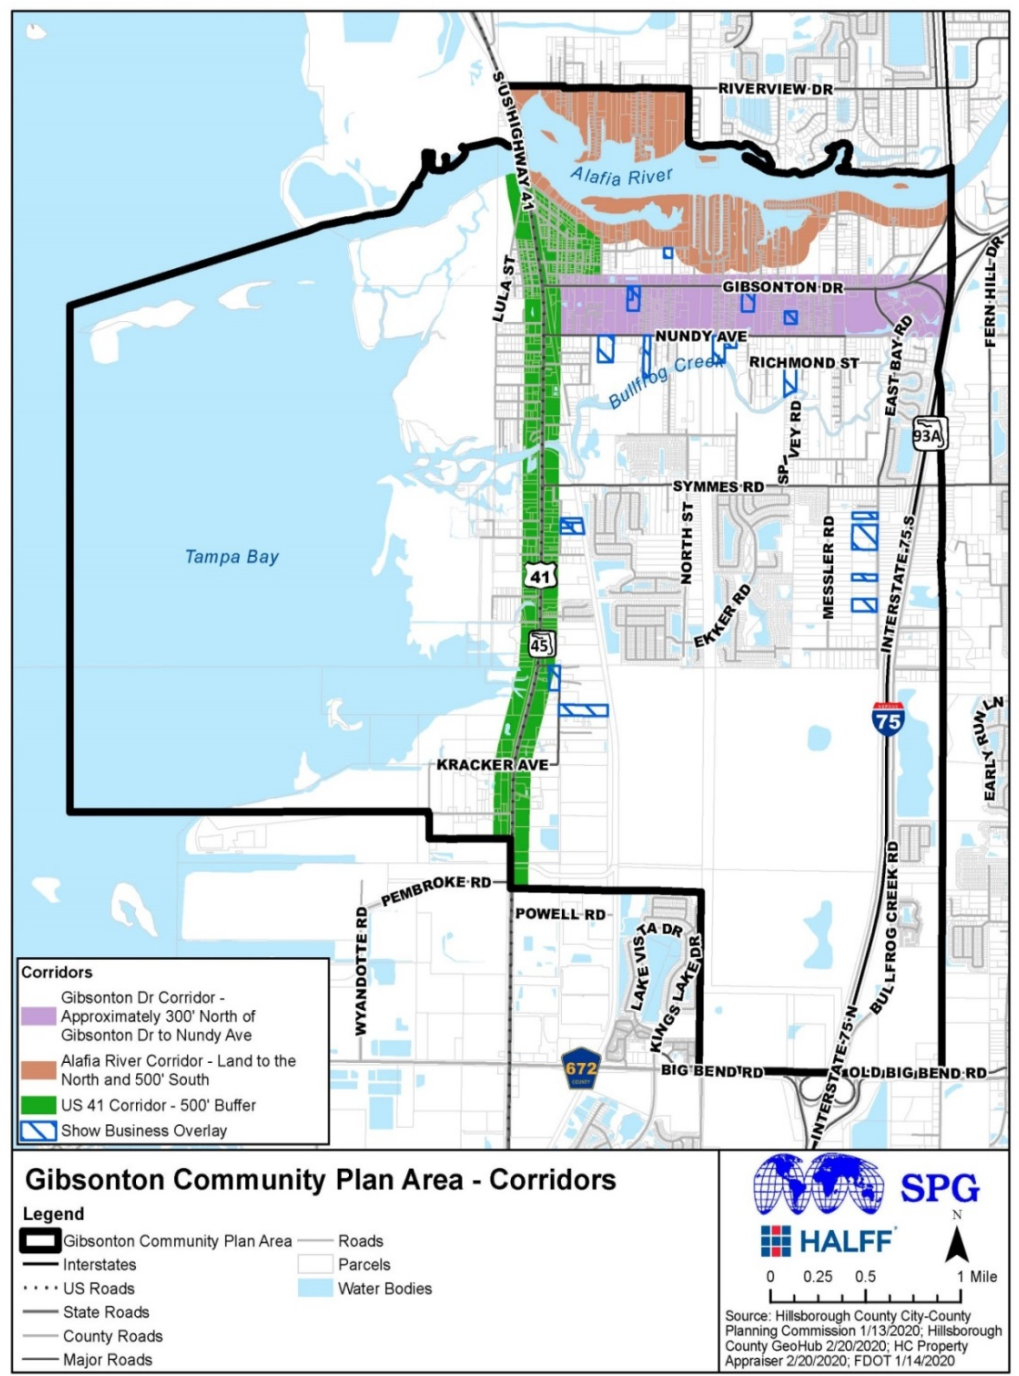 RIVERVIEW DR
S US HIGHWAY 41
Alafia River
LULA ST
GIBSONTON DR
FERN HILL DR
NUNDY AVE
RICHMOND ST
EAST BAY RD
Bullfrog Creek
93A
SPIVEY RD
SYMMES RD
NORTH ST
MESSLER RD
INTERSTATE 75 S
Tampa Bay
41
EKKER RD
45
75
EARLY RUN LN
KRACKER AVE
PEMBROKE RD
POWELL RD
WYANDOTTE RD
LAKE VISTA DR
KINGS LAKE DR
BULLFROG CREEK RD
INTERSTATE 75 N
672
COUNTY
BIG BEND RD
OLD BIG BEND RD
Corridors
Gibsonton Dr Corridor -
Approximately 300' North of
Gibsonton Dr to Nundy Ave
Alafia River Corridor - Land to the
North and 500' South
US 41 Corridor - 500' Buffer
Show Business Overlay
Gibsonton Community Plan Area - Corridors
Legend
Gibsonton Community Plan Area
Interstates
US Roads
State Roads
County Roads
Major Roads
Roads
Parcels
Water Bodies
SPG
HALFF
N
0 0.25 0.5 1 Mile
Source: Hillsborough County City-County
Planning Commission 1/13/2020; Hillsborough
County GeoHub 2/20/2020; HC Property
Appraiser 2/20/2020; FDOT 1/14/2020